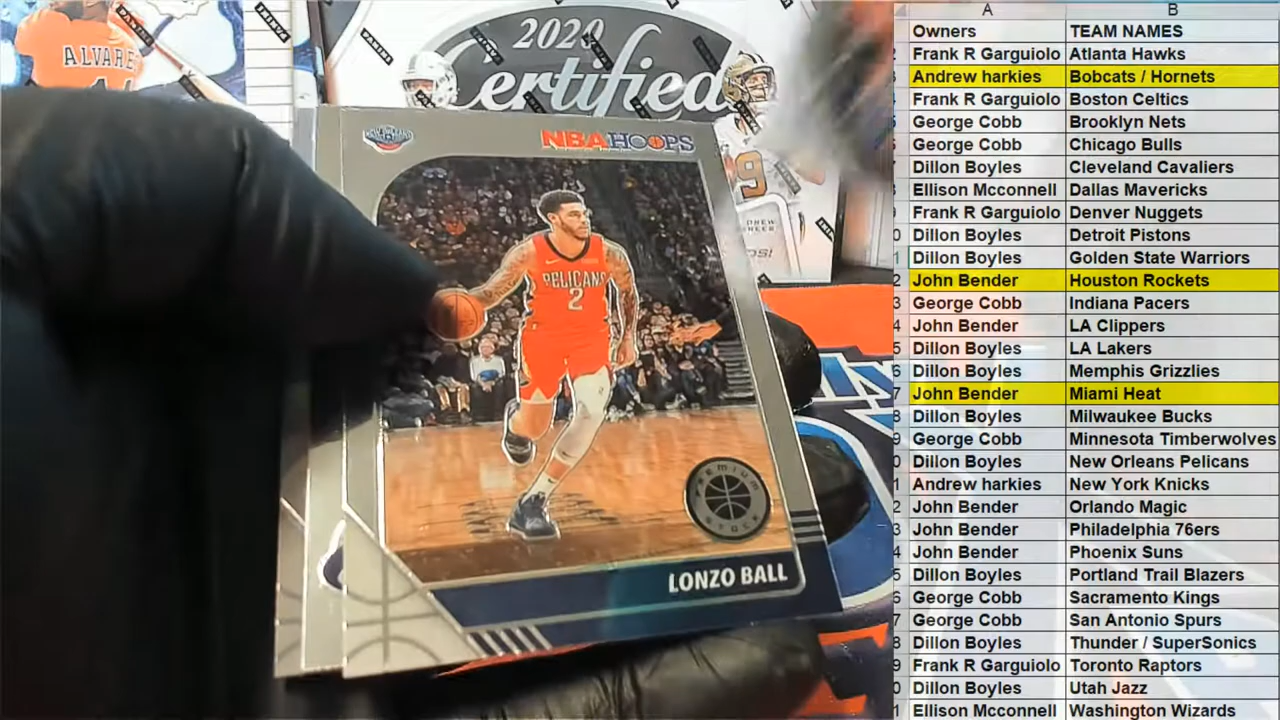 ALVARE
PANINI
2020
Certified
PANINI
9
NBA HOOPS
PELICANS
2
PREMIUM
STOCK
LONZO BALL
A B
Owners TEAM NAMES
Frank R Garguiolo Atlanta Hawks
Andrew harkies Bobcats / Hornets
Frank R Garguiolo Boston Celtics
George Cobb Brooklyn Nets
George Cobb Chicago Bulls
Dillon Boyles Cleveland Cavaliers
Ellison Mcconnell Dallas Mavericks
Frank R Garguiolo Denver Nuggets
Dillon Boyles Detroit Pistons
Dillon Boyles Golden State Warriors
John Bender Houston Rockets
George Cobb Indiana Pacers
John Bender LA Clippers
Dillon Boyles LA Lakers
Dillon Boyles Memphis Grizzlies
John Bender Miami Heat
Dillon Boyles Milwaukee Bucks
George Cobb Minnesota Timberwolves
Dillon Boyles New Orleans Pelicans
Andrew harkies New York Knicks
John Bender Orlando Magic
John Bender Philadelphia 76ers
John Bender Phoenix Suns
Dillon Boyles Portland Trail Blazers
George Cobb Sacramento Kings
George Cobb San Antonio Spurs
Dillon Boyles Thunder / SuperSonics
Frank R Garguiolo Toronto Raptors
Dillon Boyles Utah Jazz
Ellison Mcconnell Washington Wizards